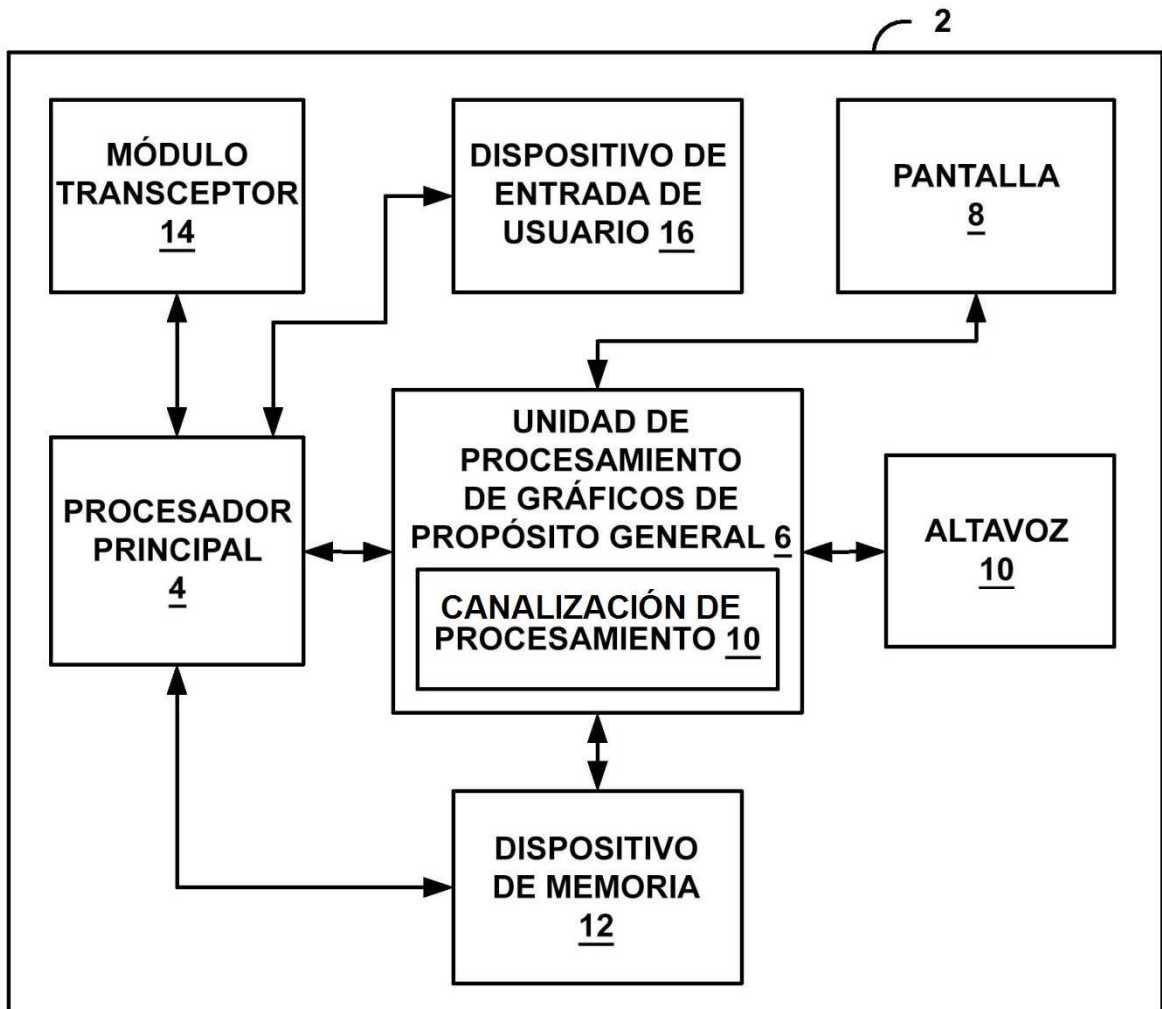 2
MÓDULO
TRANSCEPTOR
14
DISPOSITIVO DE
ENTRADA DE
USUARIO 16
PANTALLA
8
PROCESADOR
PRINCIPAL
4
UNIDAD DE
PROCESAMIENTO
DE GRÁFICOS DE
PROPÓSITO GENERAL 6
CANALIZACIÓN DE
PROCESAMIENTO 10
ALTAVOZ
10
DISPOSITIVO
DE MEMORIA
12